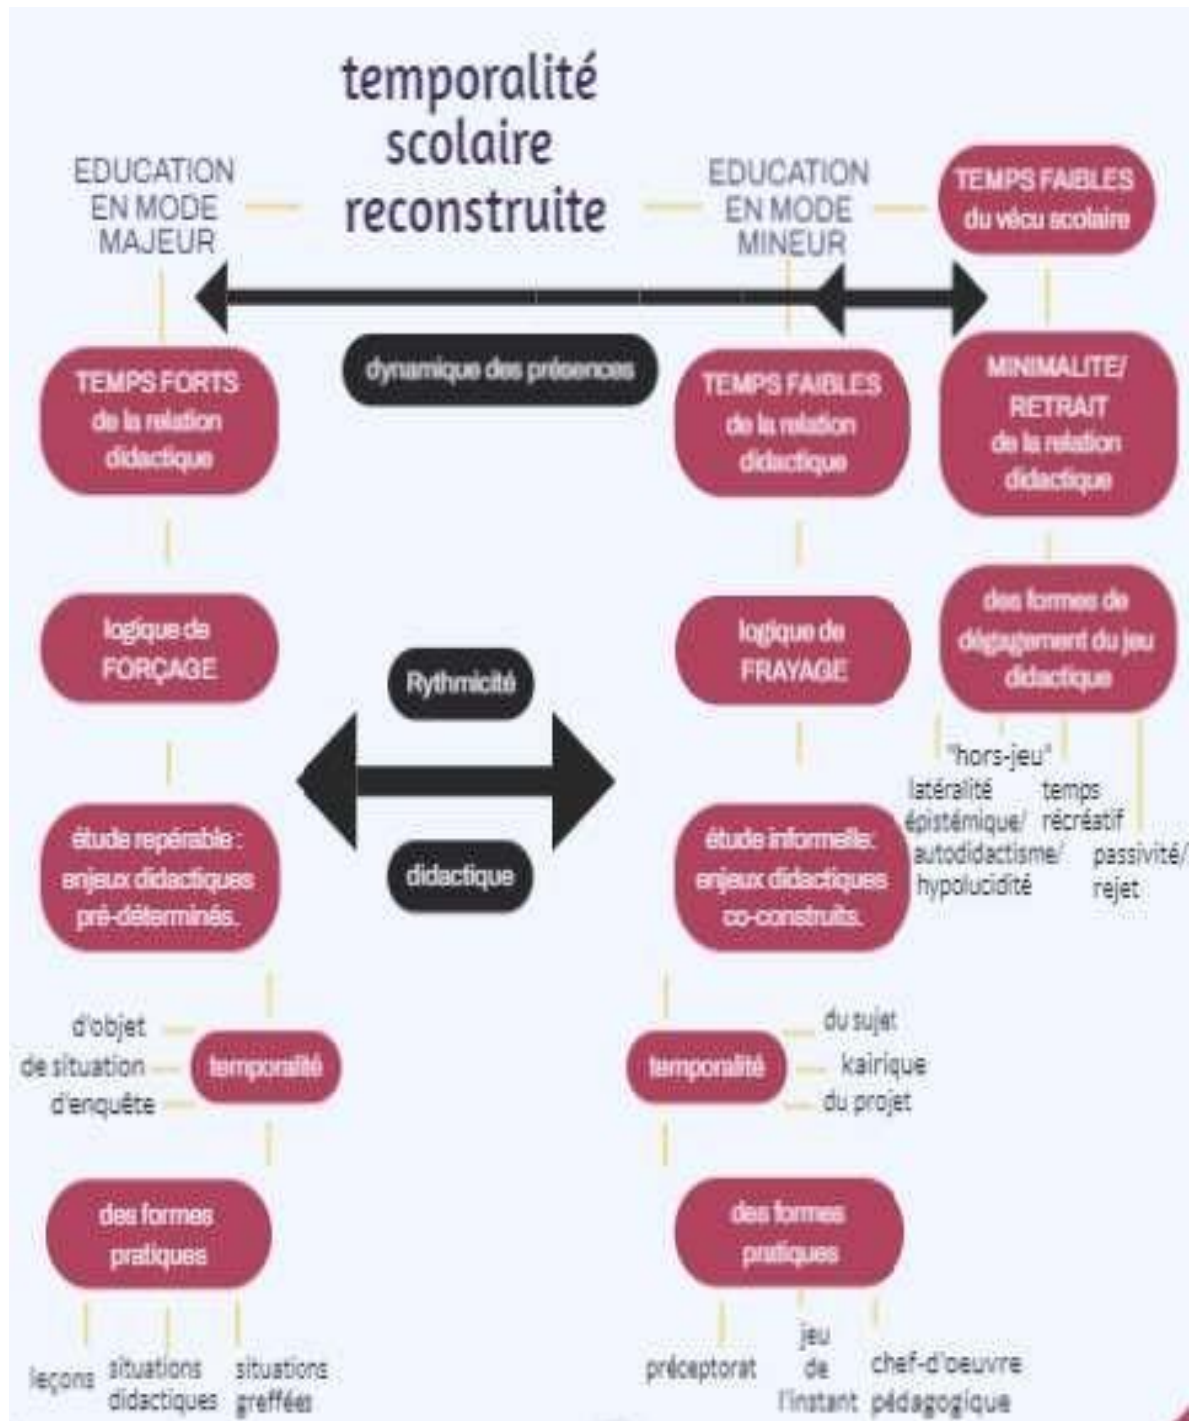 temporalité
scolaire
reconstruite
EDUCATION
EN MODE
MAJEUR
EDUCATION
EN MODE
MINEUR
TEMPS FAIBLES
du vécu scolaire
dynamique des présences
TEMPS FORTS
de la relation
didactique
TEMPS FAIBLES
de la relation
didactique
MINIMALITE/
RETRAIT
de la relation
didactique
logique de
FORÇAGE
Rythmicité
didactique
logique de
FRAYAGE
des formes de
dégagement du jeu
didactique
"hors-jeu"
latéralité
épistémique/
autodidactisme/
hypolucidité
temps
récréatif
passivité/
rejet
étude repérable :
enjeux didactiques
pré-déterminés.
étude informelle:
enjeux didactiques
co-construits.
d'objet
de situation
d'enquête
temporalité
temporalité
du sujet
kairique
du projet
des formes
pratiques
leçons
situations
didactiques
situations
greffées
des formes
pratiques
préceptorat
jeu
de
l'instant
chef-d'oeuvre
pédagogique